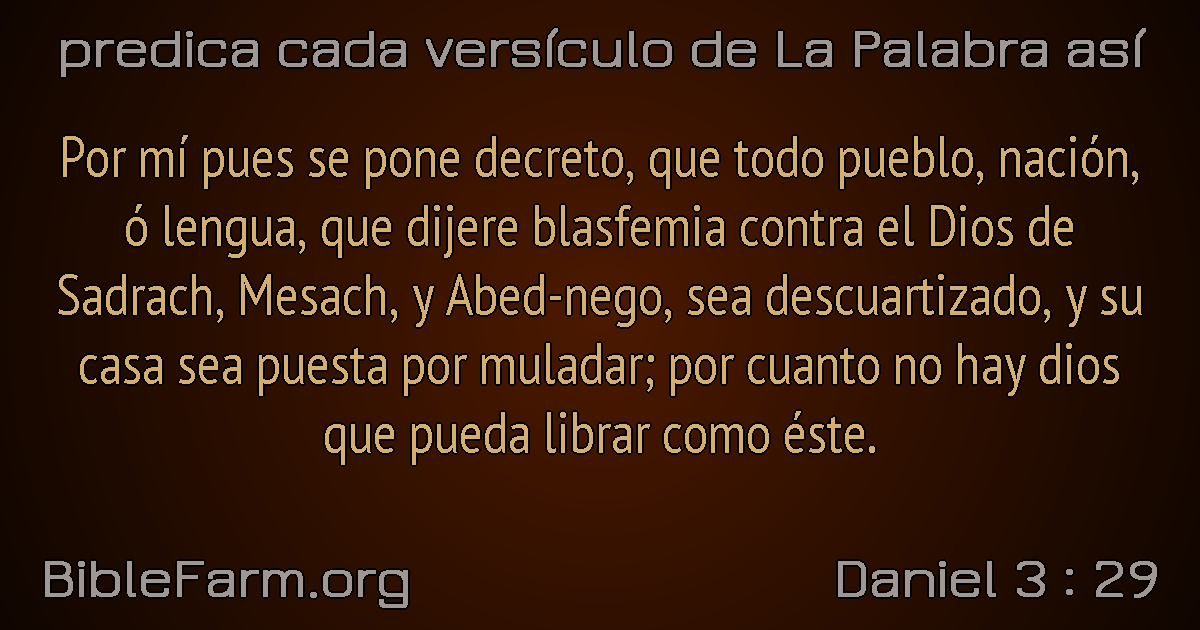 predica cada versículo de La Palabra así
Por mí pues se pone decreto, que todo pueblo, nación,
ó lengua, que dijere blasfemia contra el Dios de
Sadrach, Mesach, y Abed-nego, sea descuartizado, y su
casa sea puesta por muladar; por cuanto no hay dios
que pueda librar como éste.
BibleFarm.org
Daniel 3 : 29